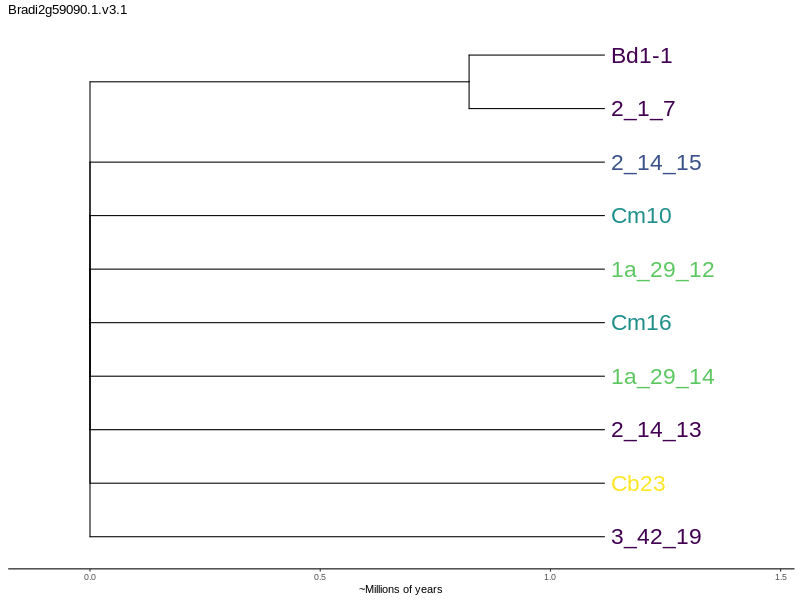 Bradi2g59090.1.v3.1
Bd1-1
2_1_7
2_14_15
Cm10
1a_29_12
Cm16
1a_29_14
2_14_13
Cb23
3_42_19
0.0 0.5 1.0 1.5
~Millions of years